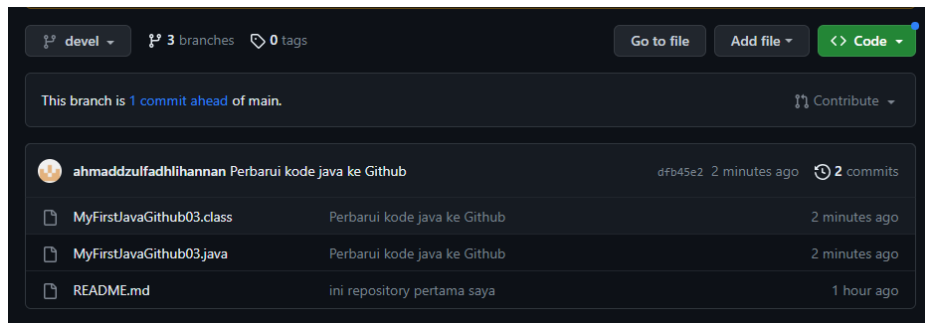 devel 3 branches 0 tags Go to file Add file <> Code
This branch is 1 commit ahead of main. Contribute
ahmaddzulfadhlihannan Perbarui kode java ke Github dfb45e2 2 minutes ago 2 commits
MyFirstJavaGithub03.class Perbarui kode java ke Github 2 minutes ago
MyFirstJavaGithub03.java Perbarui kode java ke Github 2 minutes ago
README.md ini repository pertama saya 1 hour ago